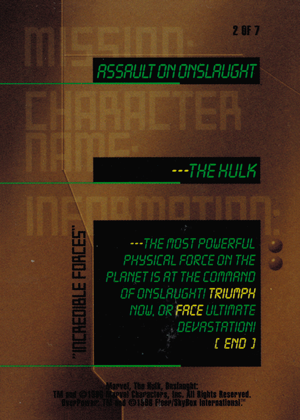 2 OF 7
MISSION:
ASSAULT ON ONSLAUGHT
CHARACTER
NAME:
---THE HULK
INFORMATION:
"INCREDIBLE FORCES"
---THE MOST POWERFUL
PHYSICAL FORCE ON THE
PLANET IS AT THE COMMAND
OF ONSLAUGHT! TRIUMPH
NOW, OR FACE ULTIMATE
DEVASTATION!
[ END ]
Marvel, The Hulk, Onslaught:
TM and ©1996 Marvel Characters, Inc. All Rights Reserved.
TM and ©1996 Fleer/SkyBox International."